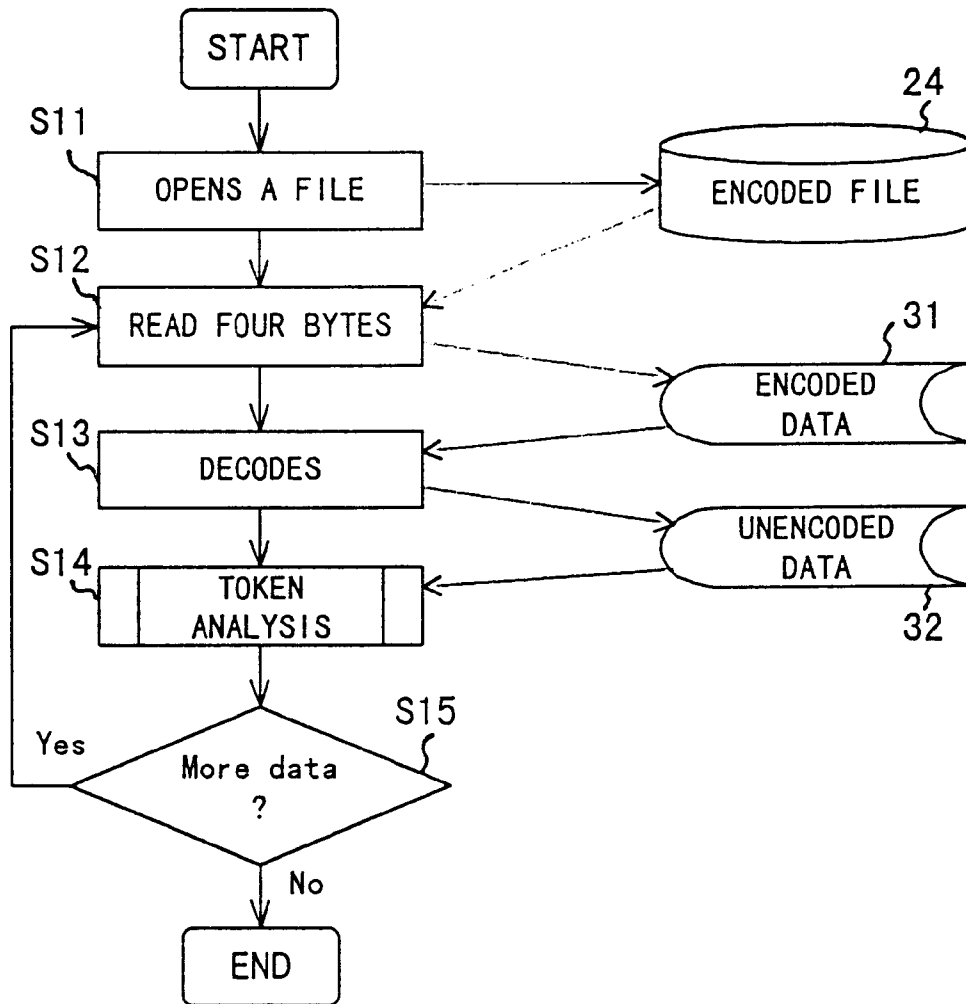 START
S11
24
OPENS A FILE
ENCODED FILE
S12
READ FOUR BYTES
31
ENCODED
DATA
S13
DECODES
UNENCODED
DATA
S14
TOKEN
ANALYSIS
32
S15
Yes
More data
?
No
END